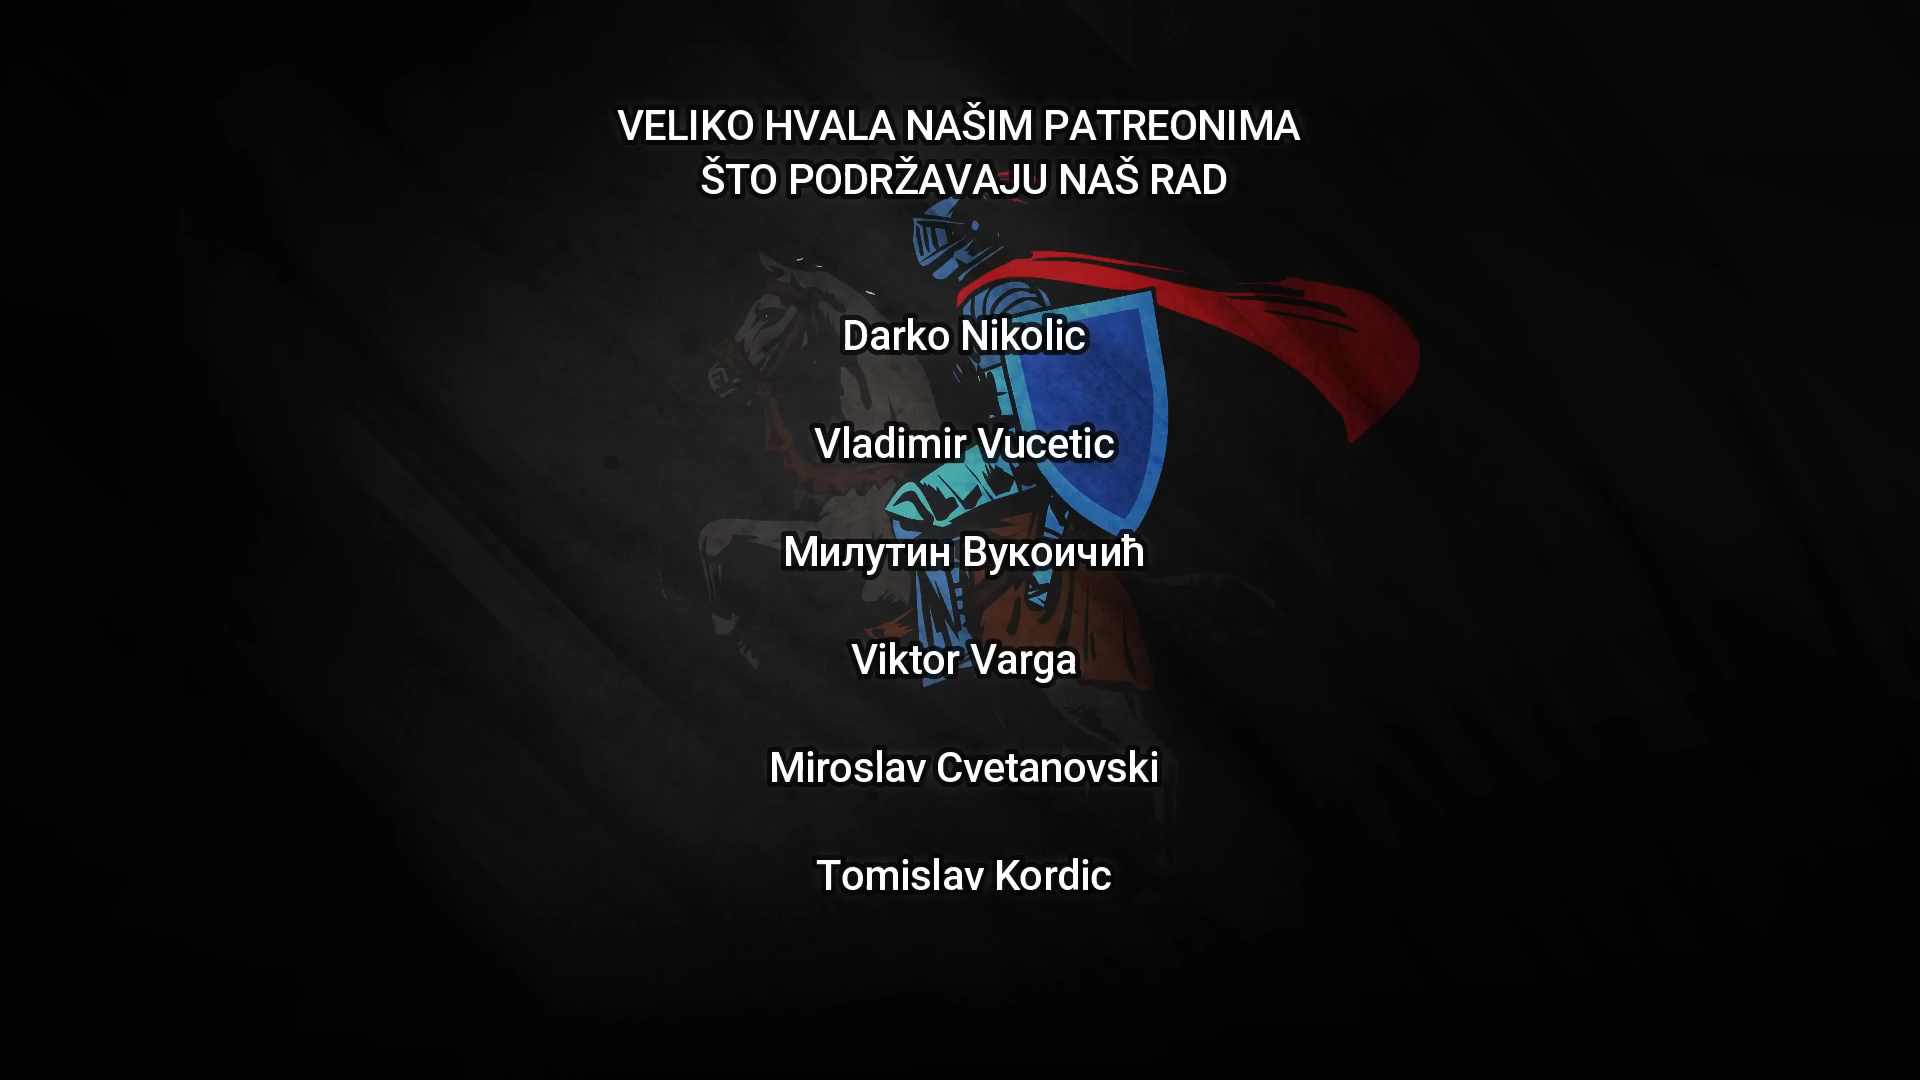 VELIKO HVALA NAŠIM PATREONIMA
ŠTO PODRŽAVAJU NAŠ RAD
Darko Nikolic
Vladimir Vucetic
Милутин Вукоичић
Viktor Varga
Miroslav Cvetanovski
Tomislav Kordic